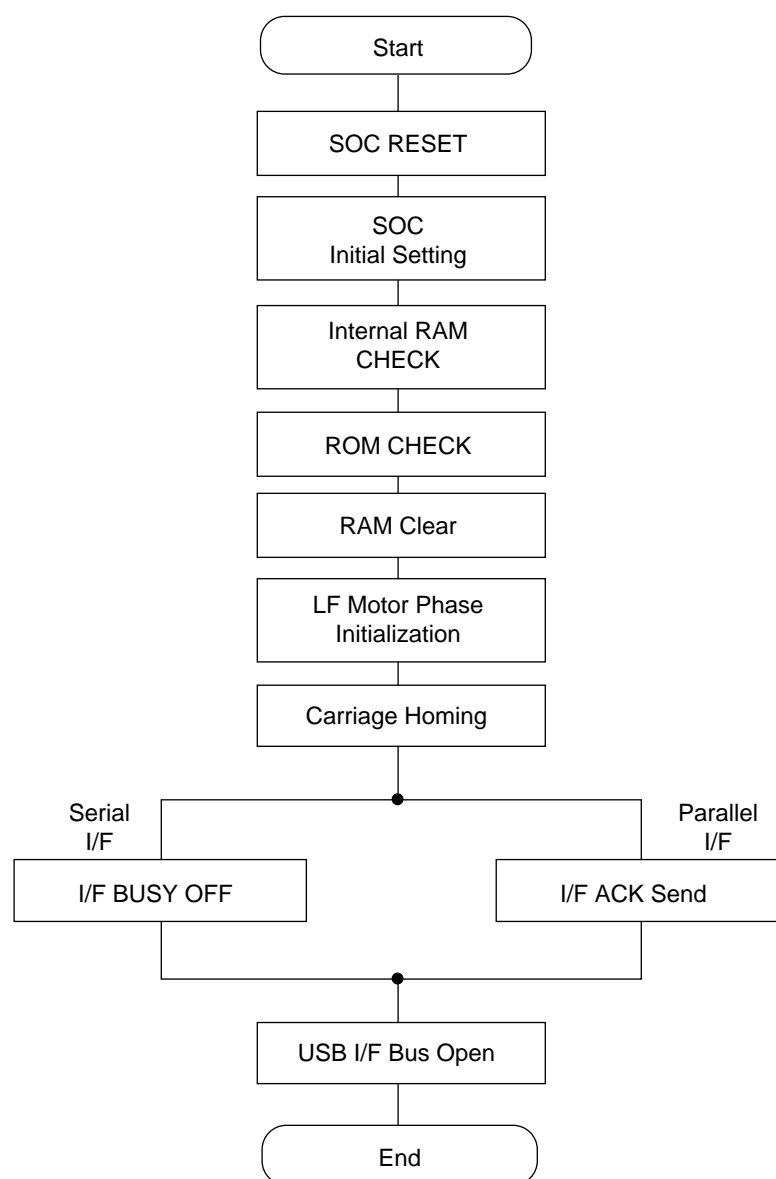 Start
SOC RESET
SOC
Initial Setting
Internal RAM
CHECK
ROM CHECK
RAM Clear
LF Motor Phase
Initialization
Carriage Homing
Serial
I/F
Parallel
I/F
I/F BUSY OFF
I/F ACK Send
USB I/F Bus Open
End